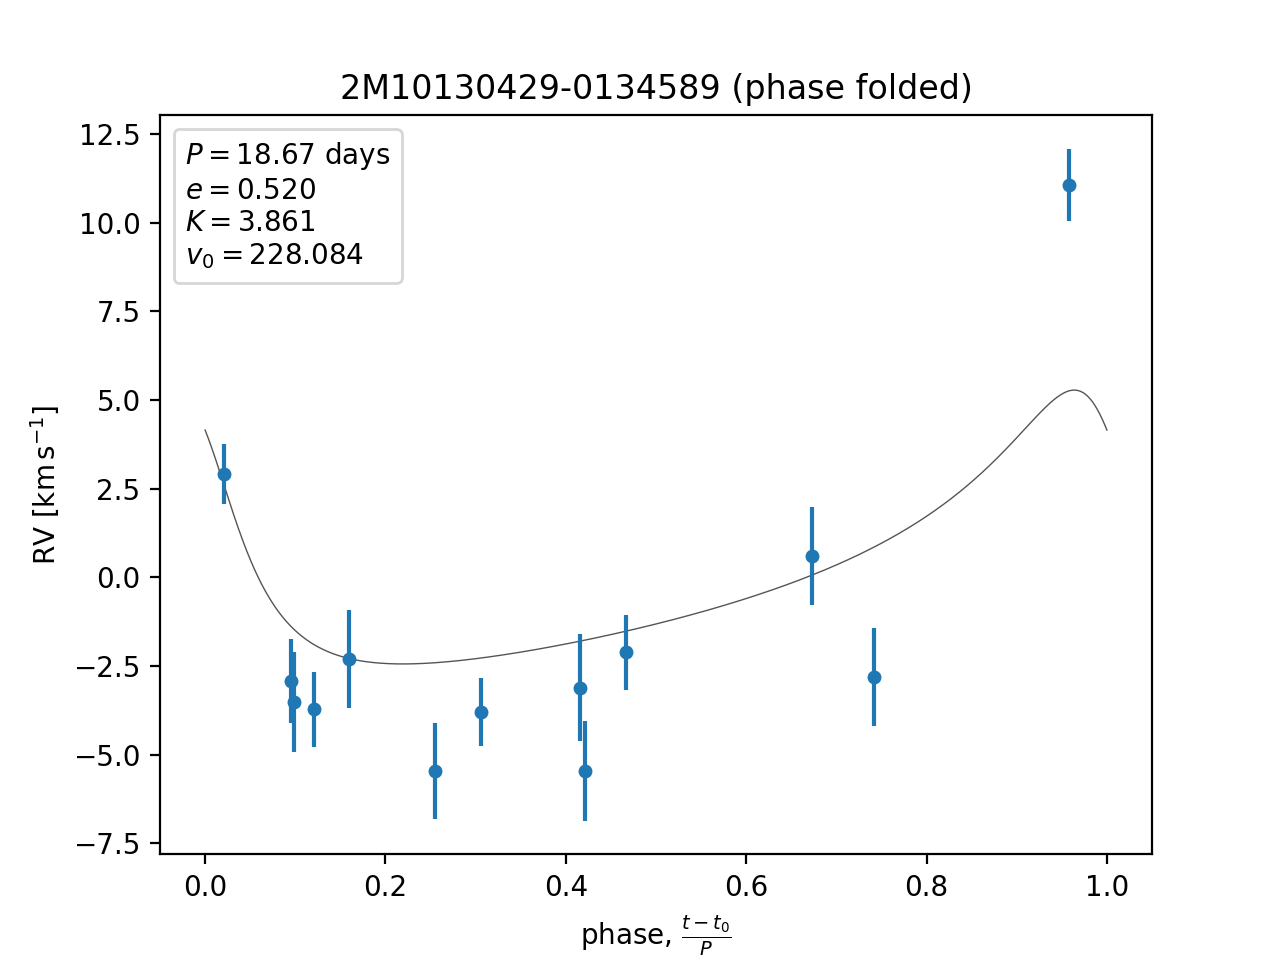 2M10130429-0134589 (phase folded)
P = 18.67 days
e = 0.520
K = 3.861
v₀ = 228.084
12.5
10.0
7.5
5.0
2.5
0.0
−2.5
−5.0
−7.5
RV [km s⁻¹]
0.0 0.2 0.4 0.6 0.8 1.0
phase, (t − t₀)/P